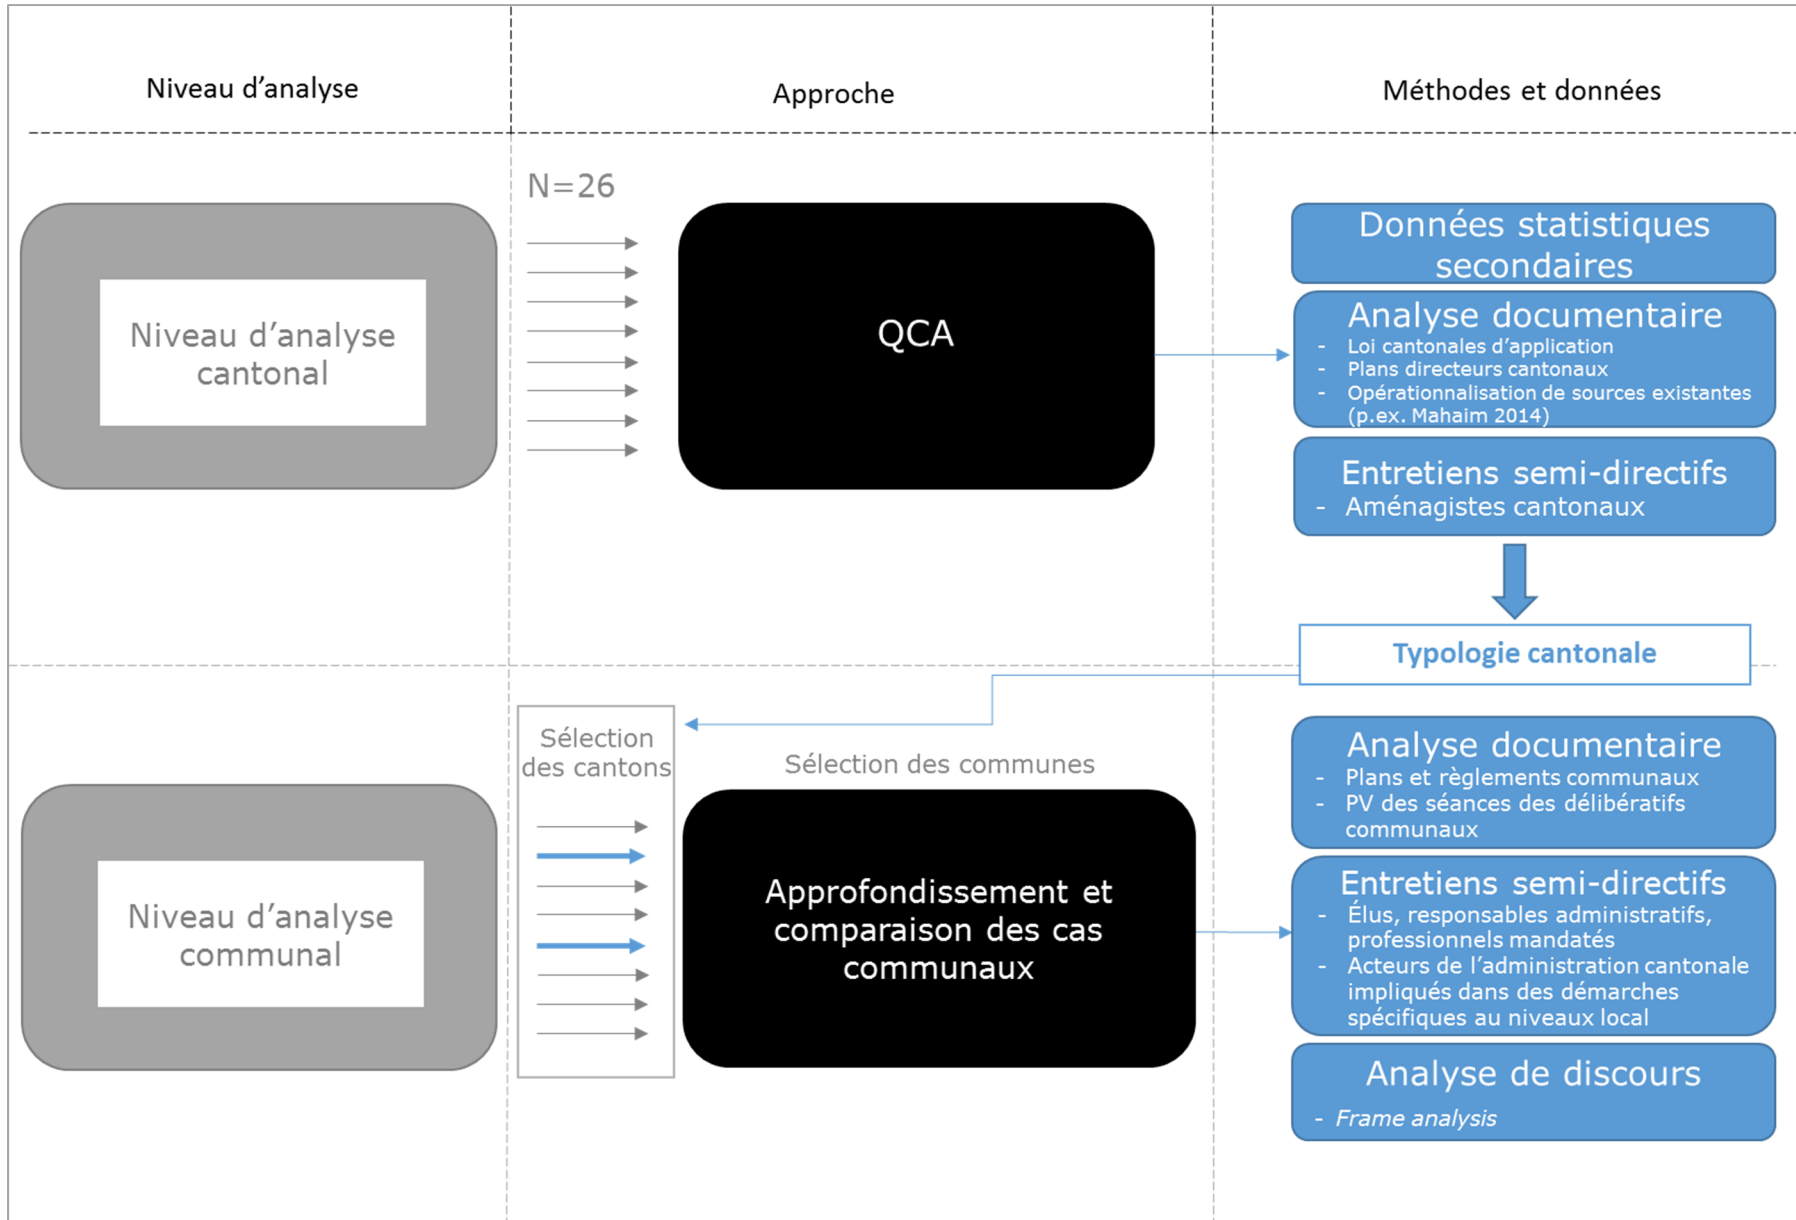 Niveau d'analyse
Approche
Méthodes et données
N=26
Niveau d'analyse
cantonal
QCA
Données statistiques
secondaires
Analyse documentaire
- Loi cantonales d'application
- Plans directeurs cantonaux
- Opérationnalisation de sources existantes
(p.ex. Mahaim 2014)
Entretiens semi-directifs
- Aménagistes cantonaux
Typologie cantonale
Sélection
des cantons
Sélection des communes
Niveau d'analyse
communal
Approfondissement et
comparaison des cas
communaux
Analyse documentaire
- Plans et règlements communaux
- PV des séances des délibératifs
communaux
Entretiens semi-directifs
- Élus, responsables administratifs,
professionnels mandatés
- Acteurs de l'administration cantonale
impliqués dans des démarches
spécifiques au niveaux local
Analyse de discours
- Frame analysis